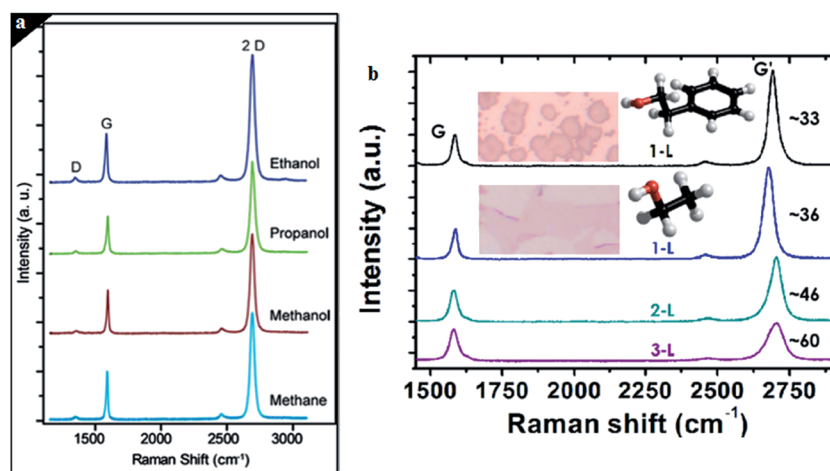 a
2 D
G
D
Ethanol
Propanol
Methanol
Methane
Intensity (a. u.)
1500 2000 2500 3000
Raman Shift (cm-1)
b
G'
G
1-L
~33
1-L
~36
2-L
~46
3-L
~60
Intensity (a.u.)
1500 1750 2000 2250 2500 2750
Raman shift (cm-1)